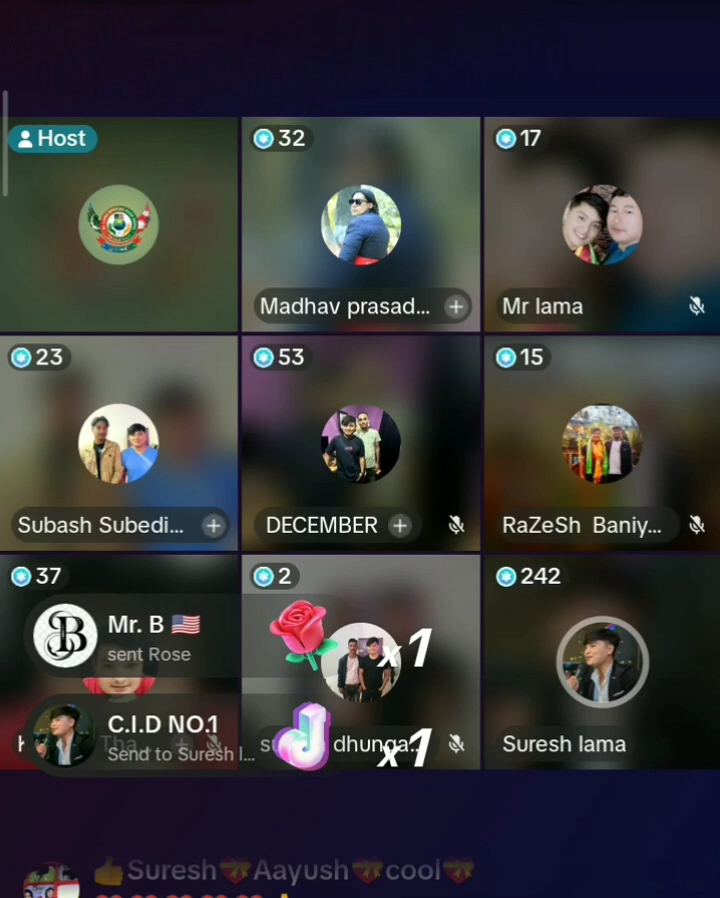 Host
32
17
Madhav prasad...
Mr lama
23
53
15
Subash Subedi...
DECEMBER
RaZeSh Baniy...
37
2
242
Mr. B 🇺🇸
sent Rose
x1
C.I.D NO.1
Send to Suresh l...
x1
dhunga...
Suresh lama
👍Suresh💝Aayush💝cool💝